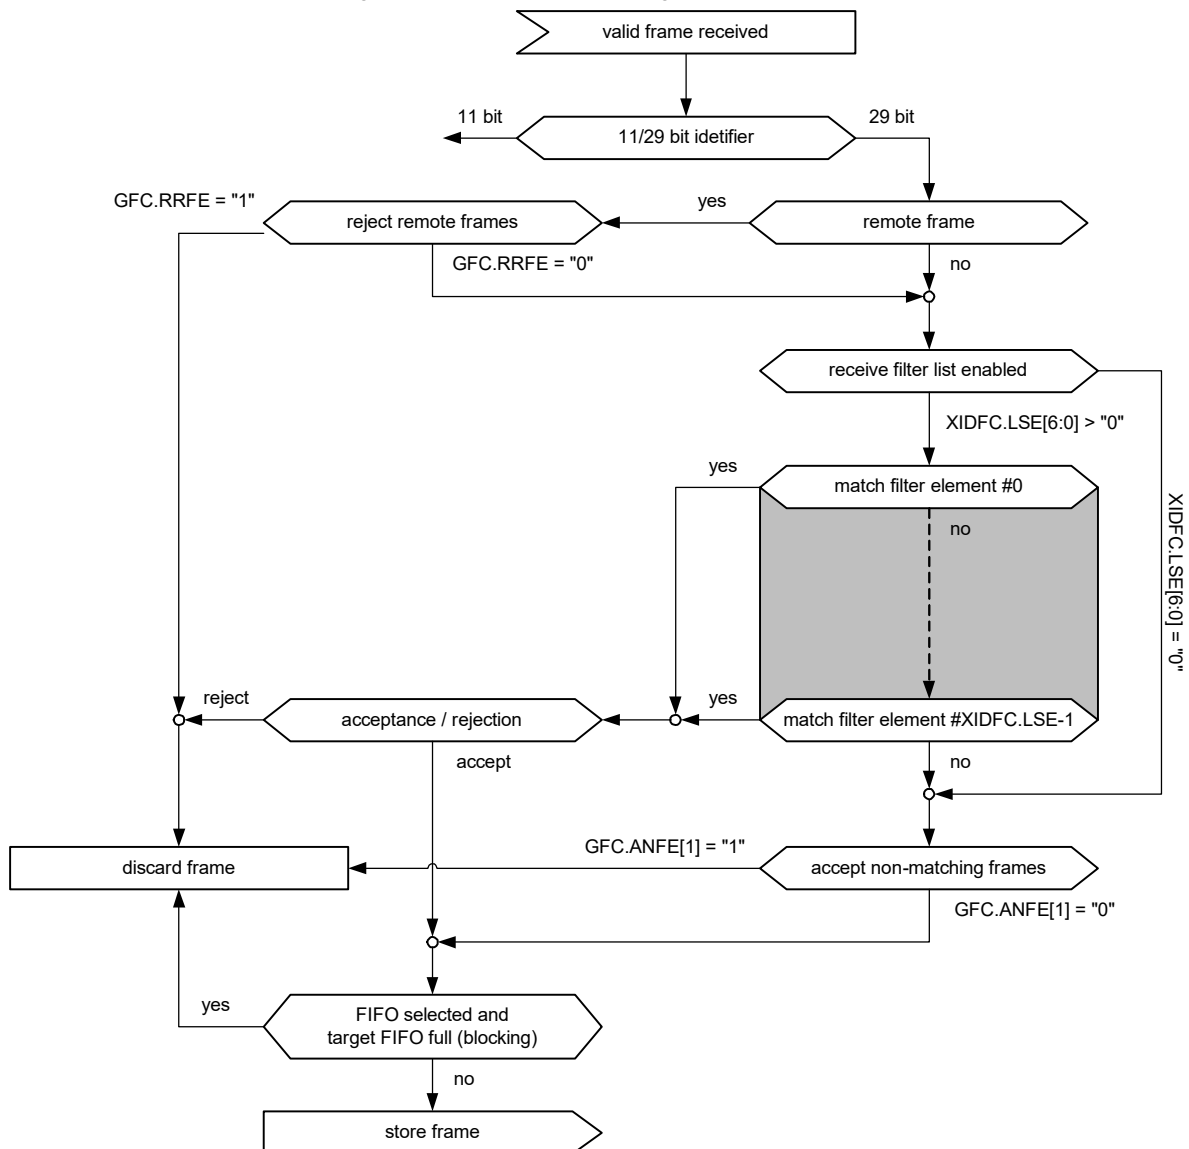 valid frame received
11 bit
29 bit
11/29 bit idetifier
GFC.RRFE = "1"
reject remote frames
yes
remote frame
GFC.RRFE = "0"
no
receive filter list enabled
XIDFC.LSE[6:0] > "0"
yes
match filter element #0
no
XIDFC.LSE[6:0] = "0"
reject
acceptance / rejection
yes
match filter element #XIDFC.LSE-1
accept
no
discard frame
GFC.ANFE[1] = "1"
accept non-matching frames
GFC.ANFE[1] = "0"
yes
FIFO selected and
target FIFO full (blocking)
no
store frame